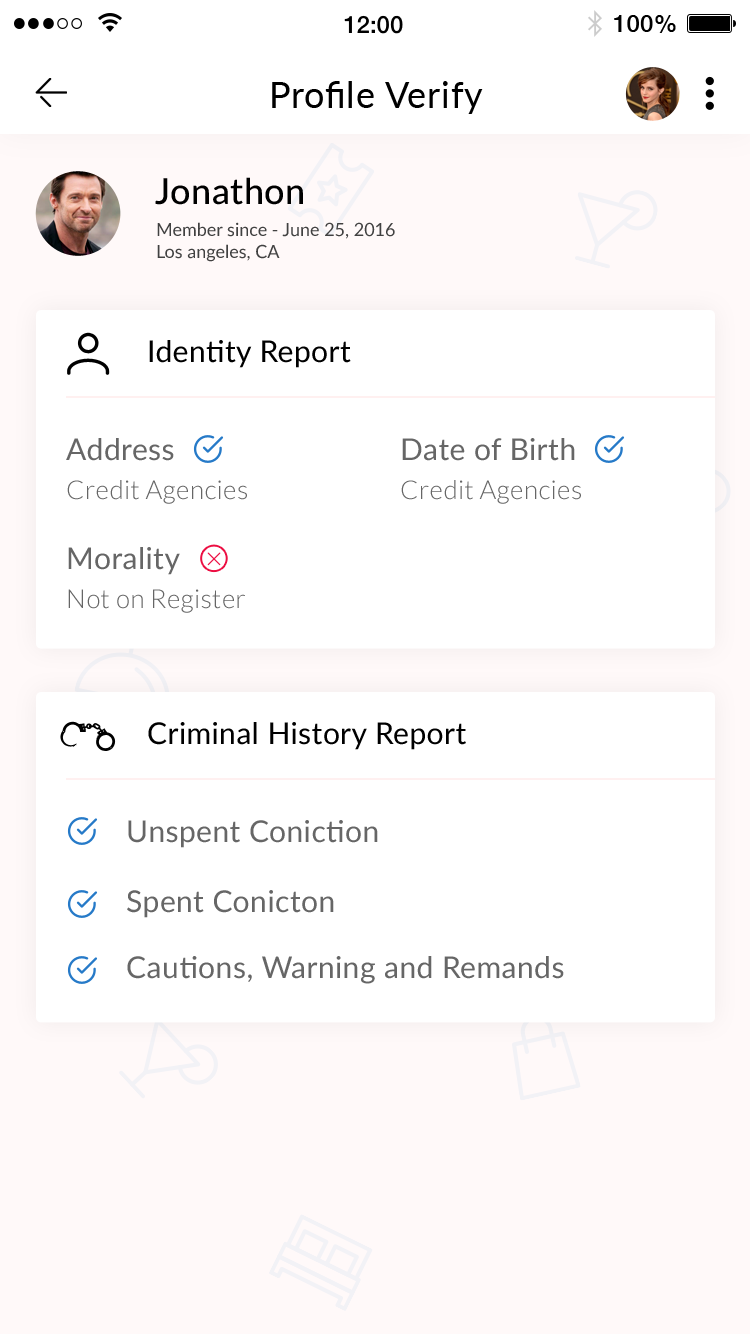 12:00
100%
Profile Verify
Jonathon
Member since - June 25, 2016
Los angeles, CA
Identity Report
Address
Date of Birth
Credit Agencies
Credit Agencies
Morality
Not on Register
Criminal History Report
Unspent Coniction
Spent Conicton
Cautions, Warning and Remands